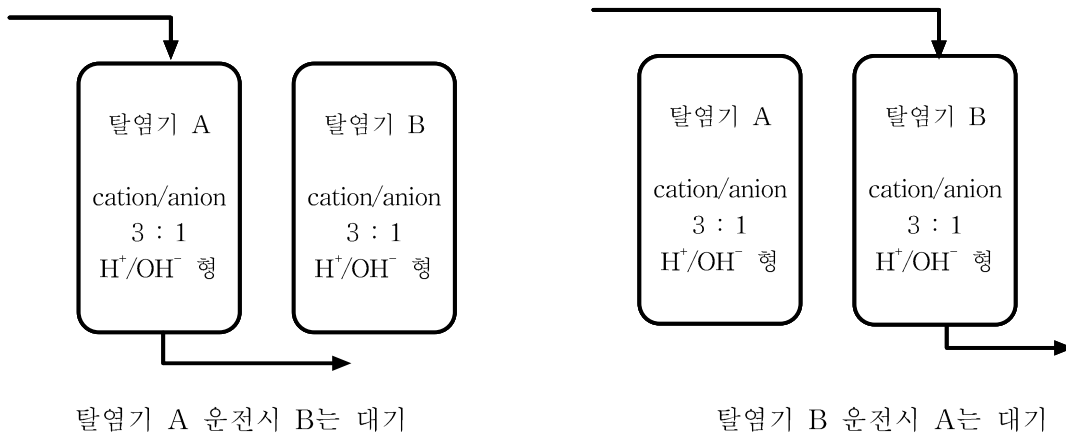 탈염기 A
cation/anion
3 : 1
H⁺/OH⁻ 형
탈염기 B
cation/anion
3 : 1
H⁺/OH⁻ 형
탈염기 A 운전시 B는 대기
탈염기 A
cation/anion
3 : 1
H⁺/OH⁻ 형
탈염기 B
cation/anion
3 : 1
H⁺/OH⁻ 형
탈염기 B 운전시 A는 대기